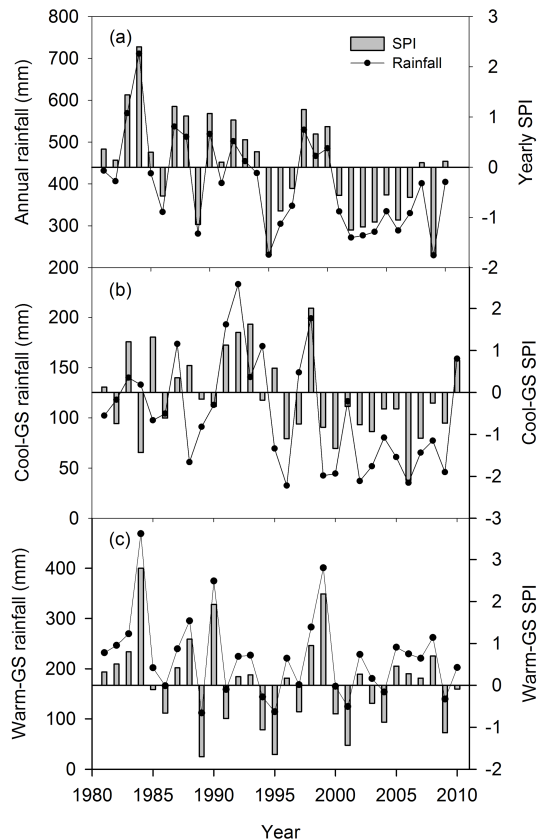 800
700
600
500
400
300
200
Annual rainfall (mm)
(a)
SPI
Rainfall
3
2
1
0
-1
-2
Yearly SPI
200
150
100
50
0
Cool-GS rainfall (mm)
(b)
2
1
0
-1
-2
-3
Cool-GS SPI
400
300
200
100
0
Warm-GS rainfall (mm)
(c)
3
2
1
0
-1
-2
Warm-GS SPI
1980 1985 1990 1995 2000 2005 2010
Year